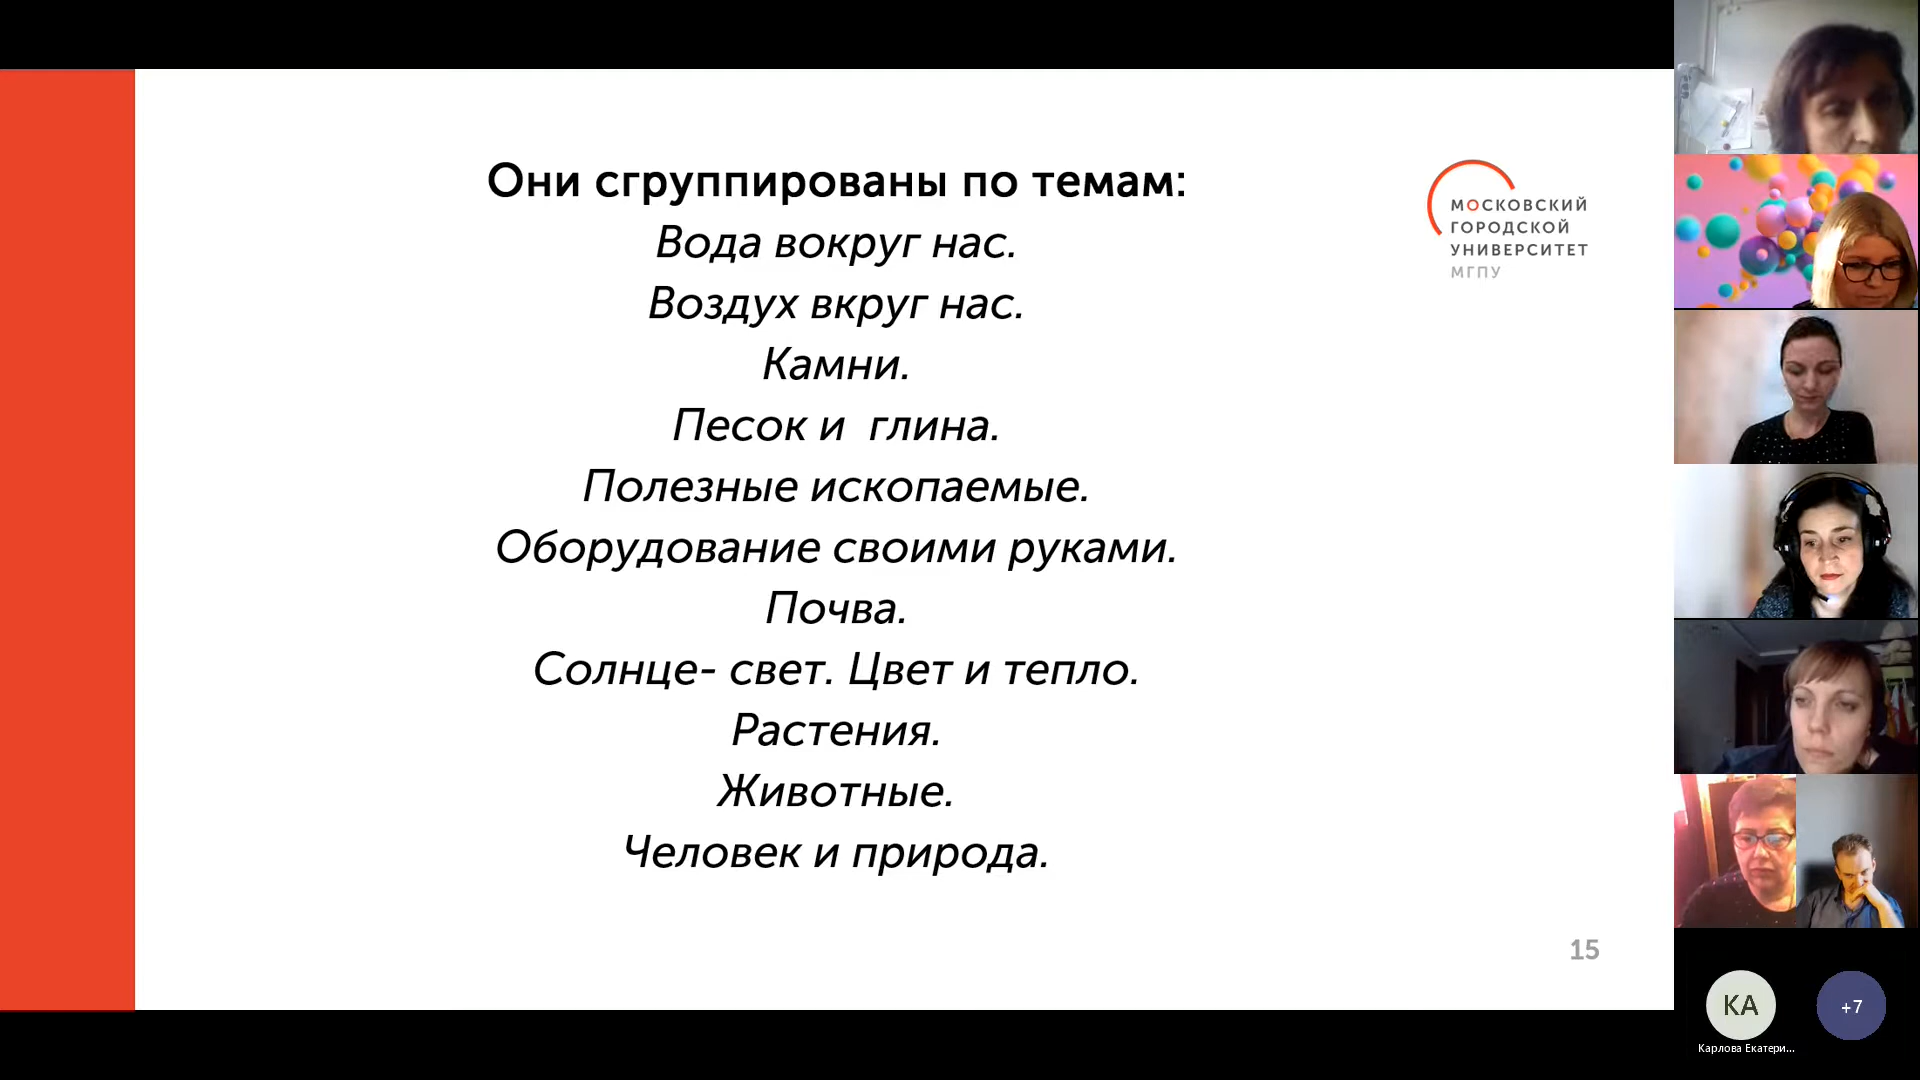 Они сгруппированы по темам:
Вода вокруг нас.
Воздух вкруг нас.
Камни.
Песок и  глина.
Полезные ископаемые.
Оборудование своими руками.
Почва.
Солнце- свет. Цвет и тепло.
Растения.
Животные.
Человек и природа.
МОСКОВСКИЙ
ГОРОДСКОЙ
УНИВЕРСИТЕТ
МГПУ
15
КА
+7
Карлова Екатери...